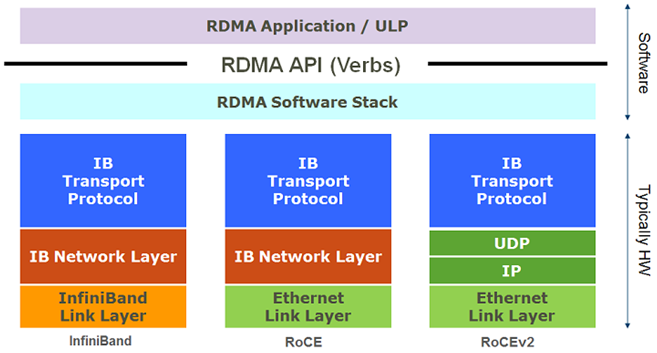 RDMA Application / ULP
RDMA API (Verbs)
RDMA Software Stack
Software
IB
Transport
Protocol
IB Network Layer
InfiniBand
Link Layer
InfiniBand
IB
Transport
Protocol
IB Network Layer
Ethernet
Link Layer
RoCE
IB
Transport
Protocol
UDP
IP
Ethernet
Link Layer
RoCEv2
Typically HW